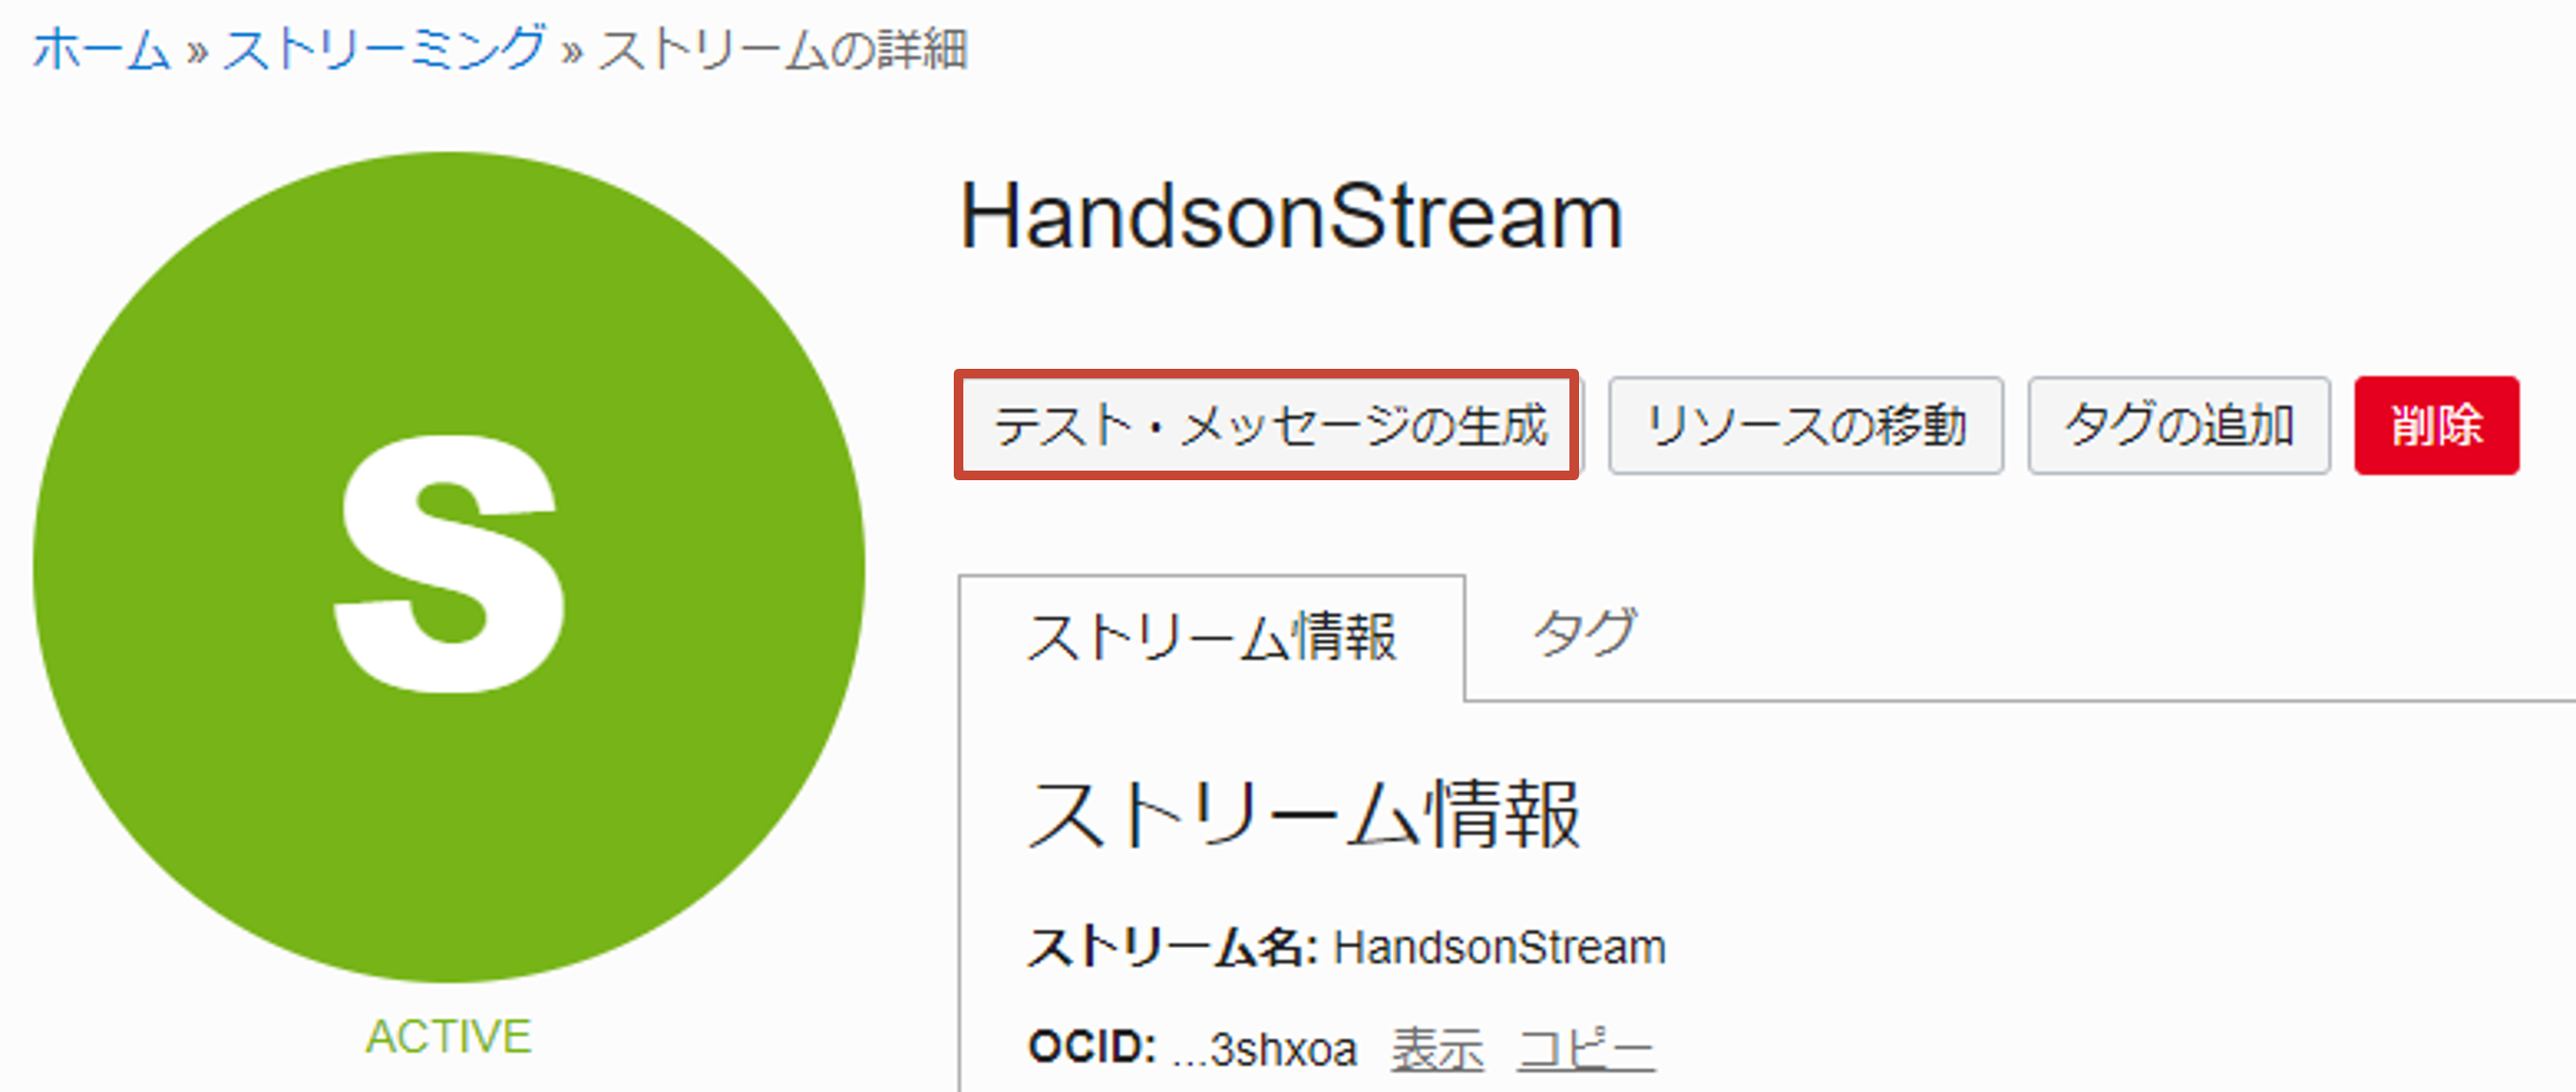 ホーム » ストリーミング » ストリームの詳細
HandsonStream
テスト・メッセージの生成 リソースの移動 タグの追加 削除
S
ACTIVE
ストリーム情報 タグ
ストリーム情報
ストリーム名: HandsonStream
OCID: ...3shxoa 表示 コピー